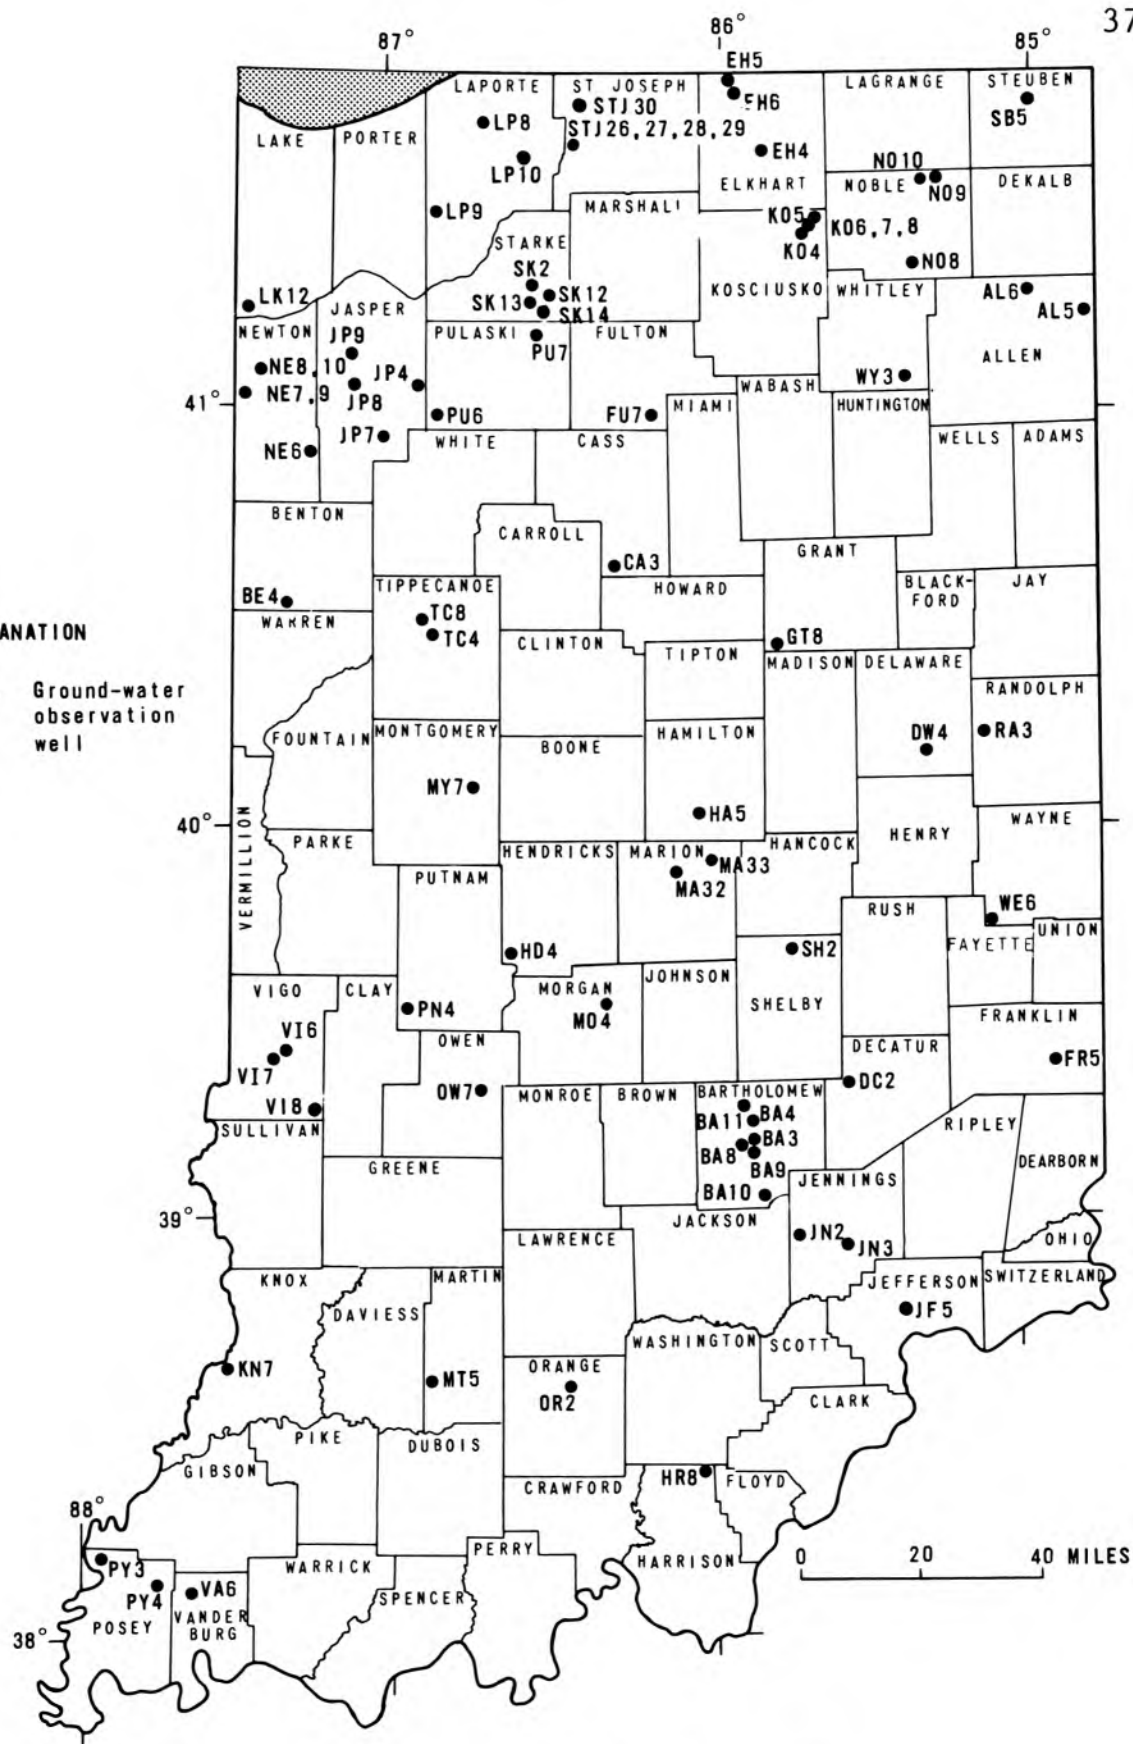 37
87°
86°
85°
EH5
LAPORTE
ST JOSEPH
LAGRANGE
STEUBEN
STJ30
EH6
LP8
SB5
STJ26,27,28,29
LAKE
PORTER
EH4
NO10
LP10
ELKHART
NOBLE
NO9
DEKALB
MARSHALL
LP9
KO5
KO6,7,8
STARKE
KO4
NO8
SK2
LK12
SK12
KOSCIUSKO
WHITLEY
AL6
SK13
JASPER
SK14
AL5
NEWTON
JP9
PULASKI
FULTON
PU7
ALLEN
NE8,10
JP4
WY3
NE7,9
JP8
WABASH
41°
PU6
FU7
MIAMI
HUNTINGTON
JP7
WHITE
CASS
WELLS
ADAMS
NE6
BENTON
CARROLL
GRANT
CA3
TIPPECANOE
HOWARD
BLACK-
FORD
JAY
BE4
TC8
WARREN
ANATION
TC4
CLINTON
GT8
TIPTON
MADISON
DELAWARE
Ground-water
observation
well
RANDOLPH
MONTGOMERY
HAMILTON
DW4
RA3
FOUNTAIN
BOONE
MY7
HA5
40°
WAYNE
PARKE
HENRY
HENDRICKS
MARION
HANCOCK
MA33
VERMILLION
PUTNAM
MA32
RUSH
WE6
UNION
FAYETTE
HD4
SH2
VIGO
CLAY
MORGAN
JOHNSON
PN4
MO4
SHELBY
FRANKLIN
VI6
OWEN
DECATUR
VI7
FR5
OW7
MONROE
BROWN
BARTHOLOMEW
DC2
VI8
BA11
BA4
SULLIVAN
RIPLEY
BA8
BA3
GREENE
BA9
DEARBORN
BA10
JENNINGS
39°
JACKSON
JN2
LAWRENCE
JN3
OHIO
KNOX
MARTIN
JEFFERSON
SWITZERLAND
DAVIESS
JF5
WASHINGTON
SCOTT
KN7
MT5
ORANGE
OR2
CLARK
PIKE
DUBOIS
GIBSON
HR8
FLOYD
CRAWFORD
88°
PERRY
PY3
WARRICK
HARRISON
0 20 40 MILES
PY4
VA6
SPENCER
POSEY
VANDER
BURG
38°